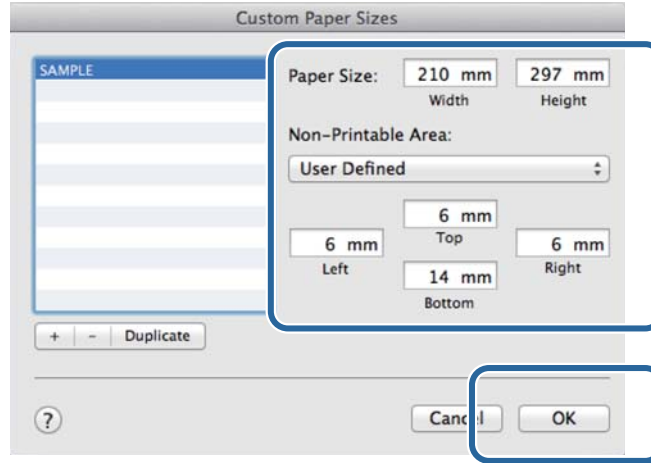 Custom Paper Sizes
SAMPLE
Paper Size: 210 mm 297 mm
Width Height
Non-Printable Area:
User Defined
6 mm
Top
6 mm 6 mm
Left Right
14 mm
Bottom
+ - Duplicate
? Cancel OK